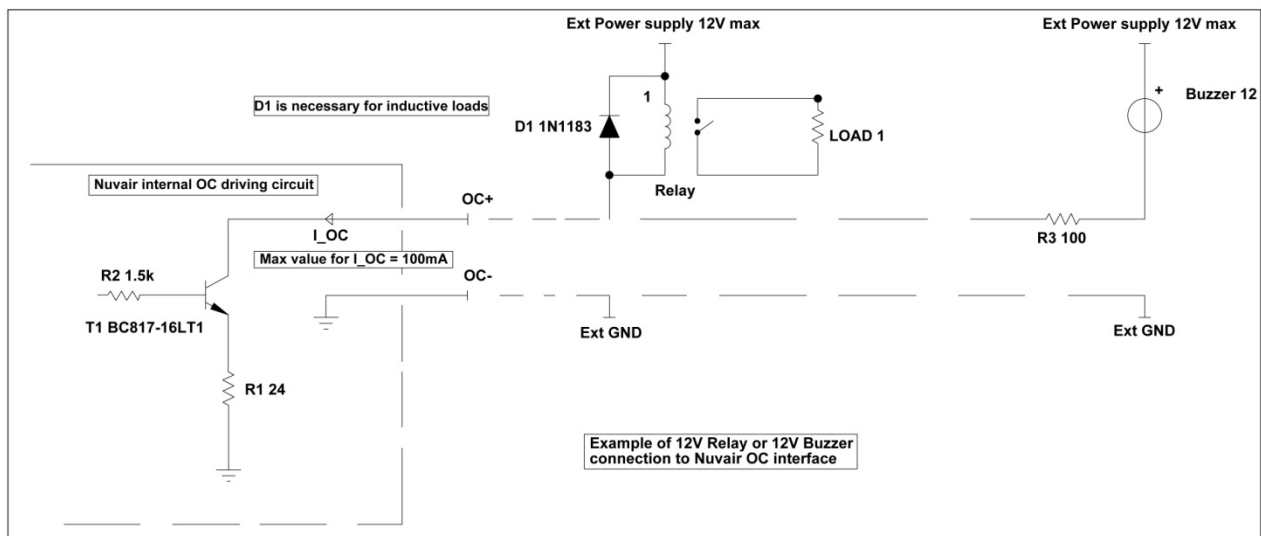 Ext Power supply 12V max
Ext Power supply 12V max
D1 is necessary for inductive loads
1
D1 1N1183
LOAD 1
+
Buzzer 12
Relay
Nuvair internal OC driving circuit
OC+
I_OC
R3 100
Max value for I_OC = 100mA
OC-
R2 1.5k
T1 BC817-16LT1
Ext GND
Ext GND
R1 24
Example of 12V Relay or 12V Buzzer
connection to Nuvair OC interface